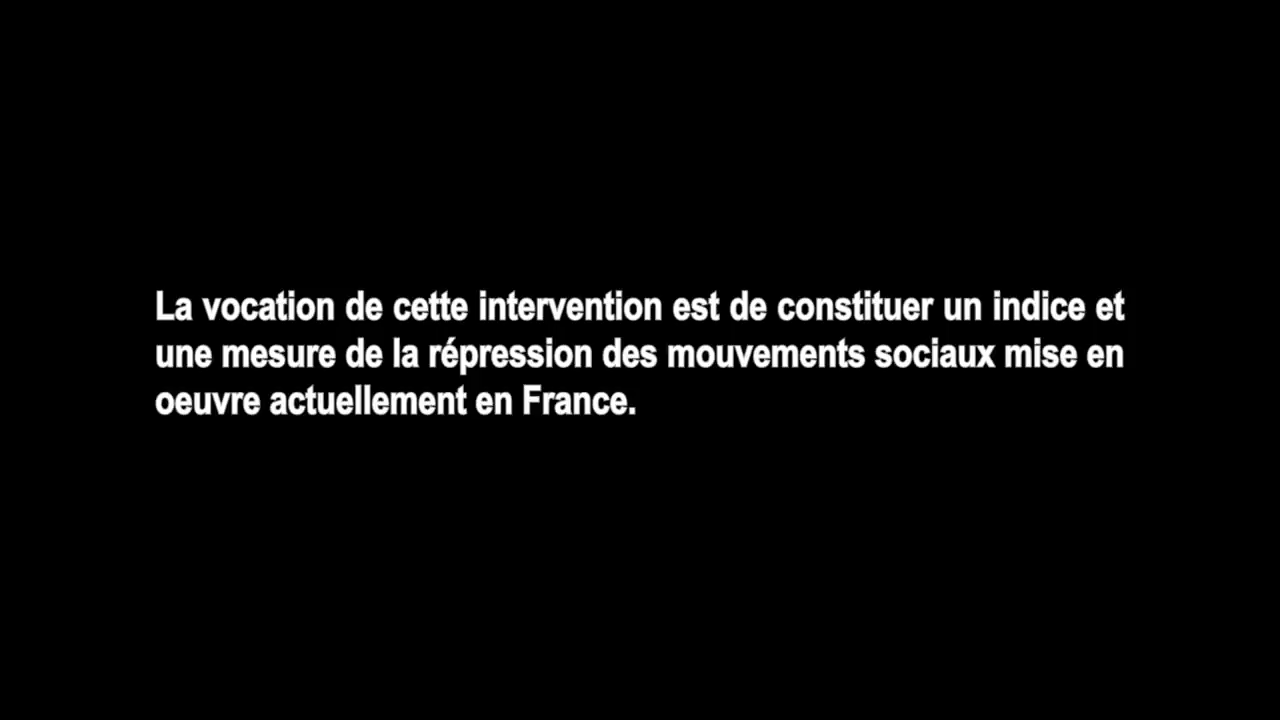 La vocation de cette intervention est de constituer un indice et
une mesure de la répression des mouvements sociaux mise en
oeuvre actuellement en France.